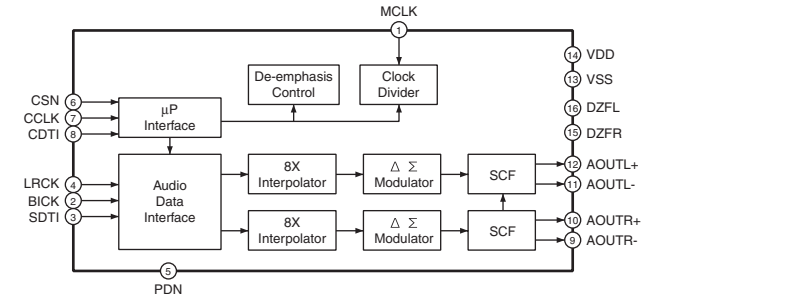 MCLK
1
14 VDD
13 VSS
16 DZFL
15 DZFR
De-emphasis
Control
Clock
Divider
CSN 6
CCLK 7
CDTI 8
μP
Interface
LRCK 4
BICK 2
SDTI 3
Audio
Data
Interface
8X
Interpolator
Δ Σ
Modulator
SCF
12 AOUTL+
11 AOUTL-
8X
Interpolator
Δ Σ
Modulator
SCF
10 AOUTR+
9 AOUTR-
5
PDN